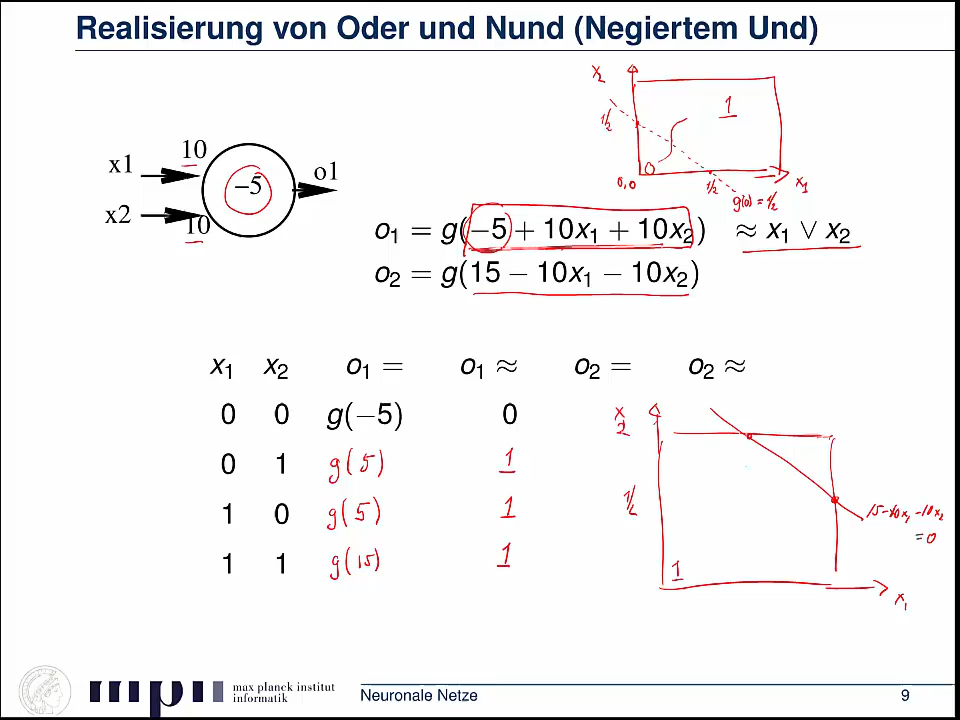 Realisierung von Oder und Nund (Negiertem Und)
x₂
1
1/2
0
0,0
1/2
x₁
g(0) = 1/2
10
x1
–5
o1
x2
10
o₁ = g(−5 + 10x₁ + 10x₂) ≈ x₁ ∨ x₂
o₂ = g(15 − 10x₁ − 10x₂)
x₁ x₂ o₁ = o₁ ≈ o₂ = o₂ ≈
0 0 g(−5) 0
0 1 g(5) 1
1 0 g(5) 1
1 1 g(15) 1
x
2
1/2
15-10x₁-10x₂
= 0
1
x₁
max planck institut
informatik
Neuronale Netze
9